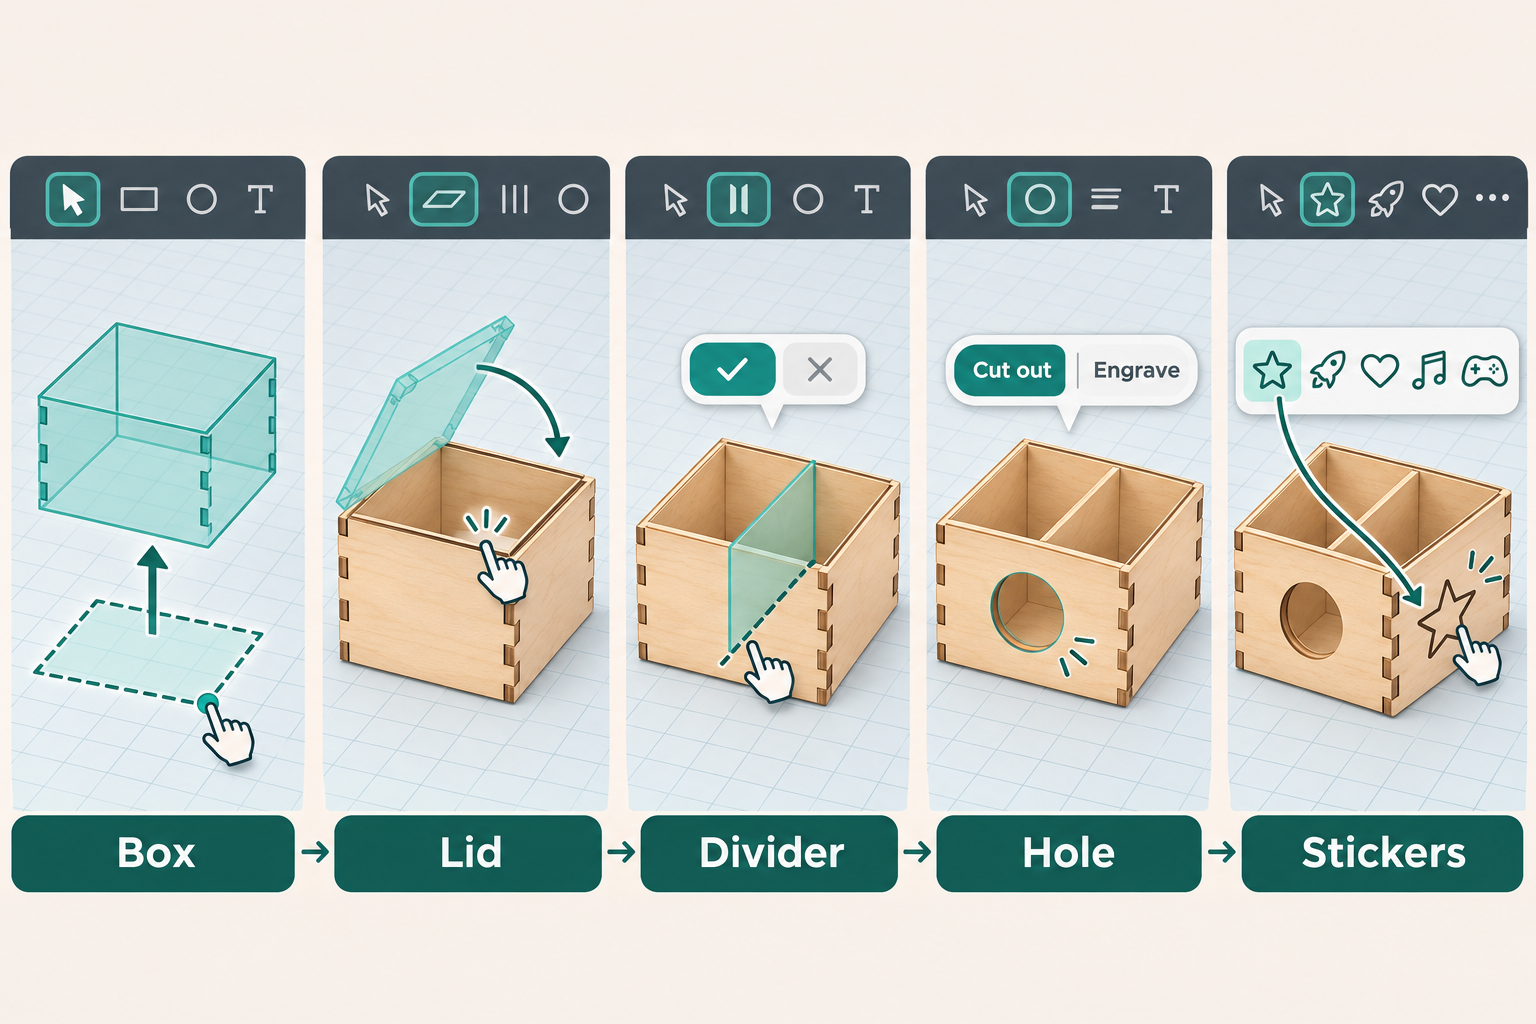 T
T
T
Cut out
Engrave
Box
Lid
Divider
Hole
Stickers